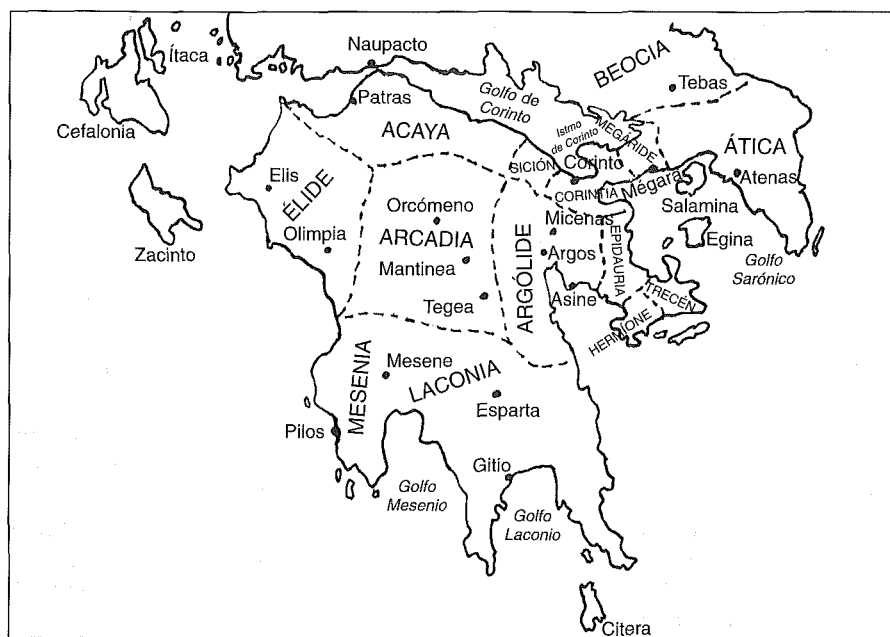 Ítaca
Naupacto
BEOCIA
Tebas
Golfo de
Corinto
Patras
Cefalonia
ACAYA
Istmo
de Corinto
MEGÁRIDE
ÁTICA
SICIÓN
Corinto
Elis
CORINTIA
Mégara
Atenas
ÉLIDE
Salamina
Orcómeno
Micenas
Zacinto
Olimpia
ARCADIA
Egina
Mantinea
ARGÓLIDE
Argos
EPIDAURIA
Golfo
Sarónico
Tegea
Asine
TRECÉN
HERMÍONE
Mesene
MESENIA
LACONIA
Esparta
Pilos
Gitio
Golfo
Mesenio
Golfo
Laconio
Citera